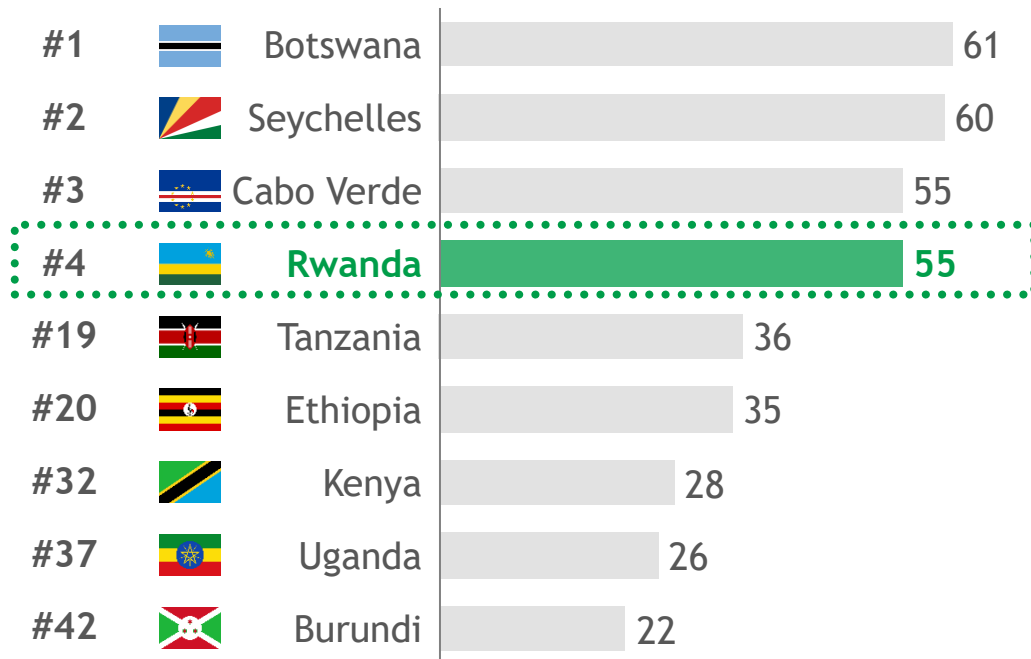 #1 Botswana 61
#2 Seychelles 60
#3 Cabo Verde 55
#4 Rwanda 55
#19 Tanzania 36
#20 Ethiopia 35
#32 Kenya 28
#37 Uganda 26
#42 Burundi 22